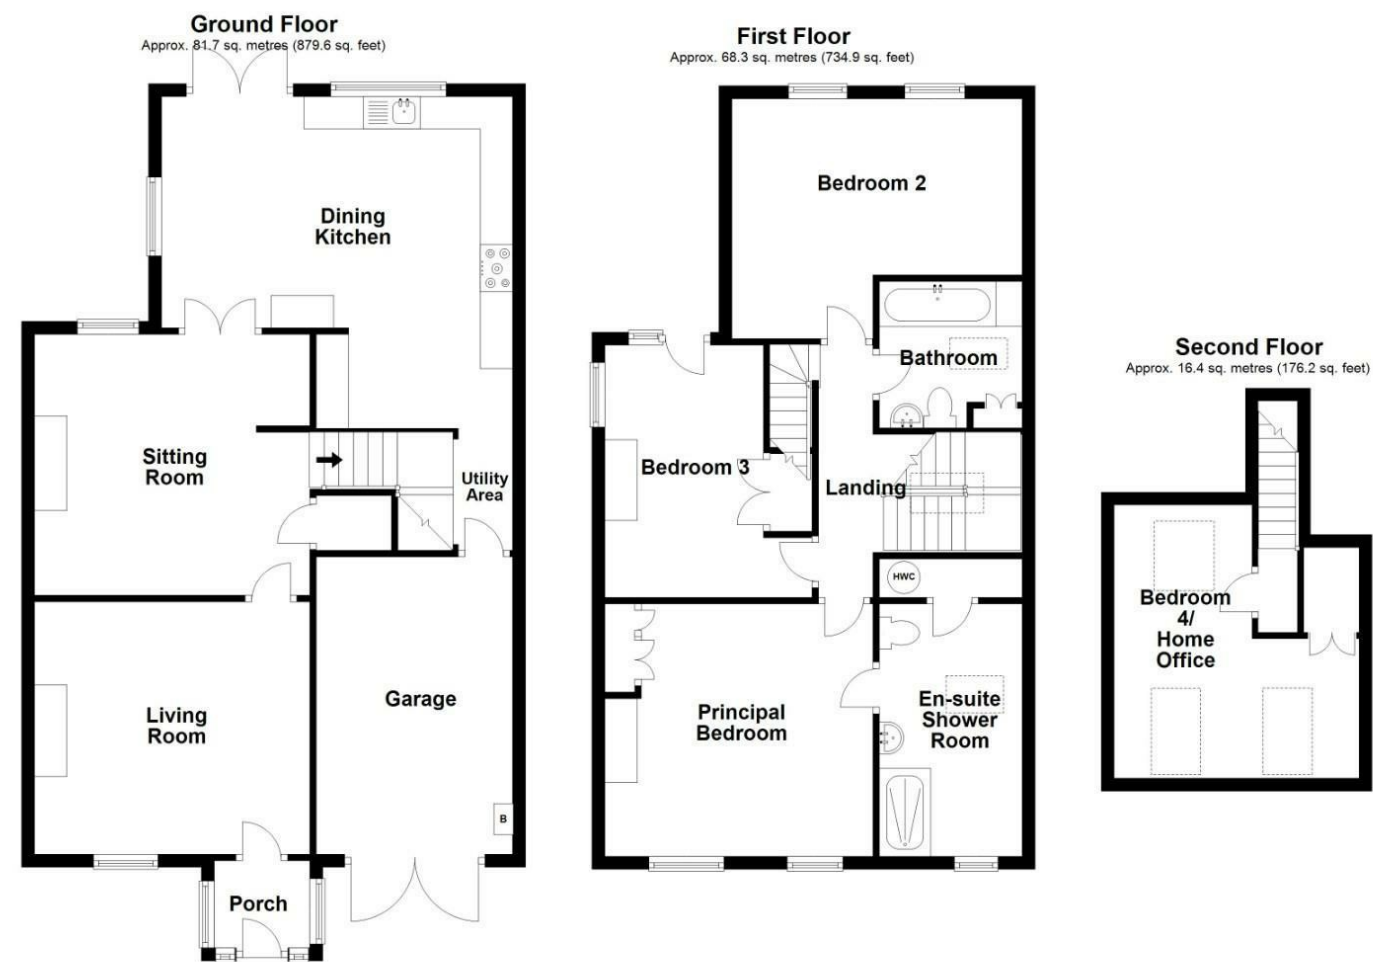 Ground Floor
Approx. 81.7 sq. metres (879.6 sq. feet)
Dining
Kitchen
Sitting
Room
Utility
Area
Living
Room
Garage
B
Porch
First Floor
Approx. 68.3 sq. metres (734.9 sq. feet)
Bedroom 2
Bathroom
Bedroom 3
Landing
HWC
Principal
Bedroom
En-suite
Shower
Room
Second Floor
Approx. 16.4 sq. metres (176.2 sq. feet)
Bedroom
4/
Home
Office